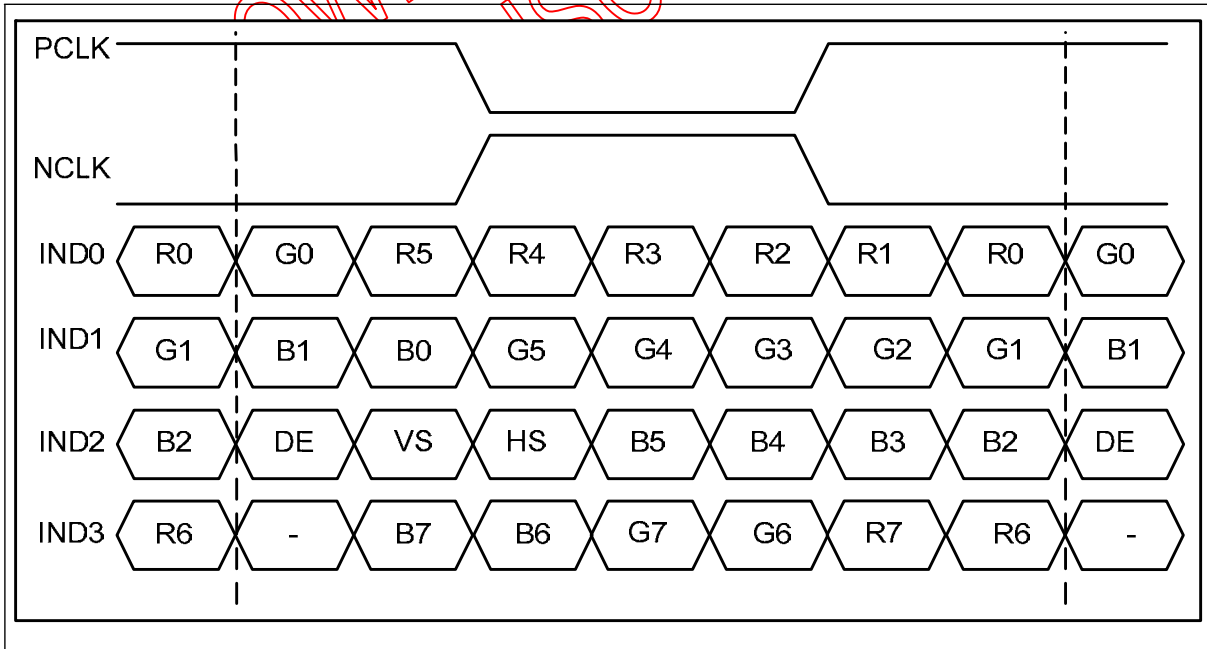 PCLK
NCLK
IND0 R0 G0 R5 R4 R3 R2 R1 R0 G0
IND1 G1 B1 B0 G5 G4 G3 G2 G1 B1
IND2 B2 DE VS HS B5 B4 B3 B2 DE
IND3 R6 - B7 B6 G7 G6 R7 R6 -